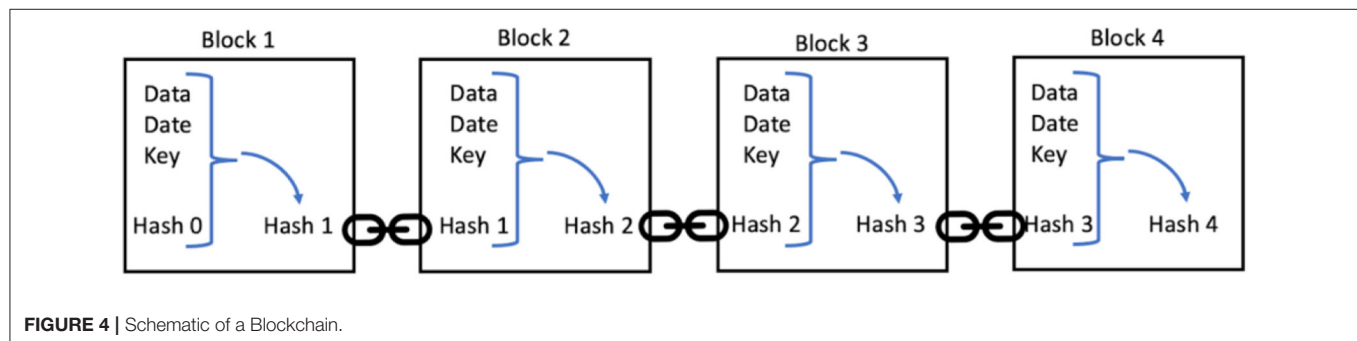 Block 1
Data
Date
Key
Hash 0 Hash 1
Block 2
Data
Date
Key
Hash 1 Hash 2
Block 3
Data
Date
Key
Hash 2 Hash 3
Block 4
Data
Date
Key
Hash 3 Hash 4
FIGURE 4 | Schematic of a Blockchain.